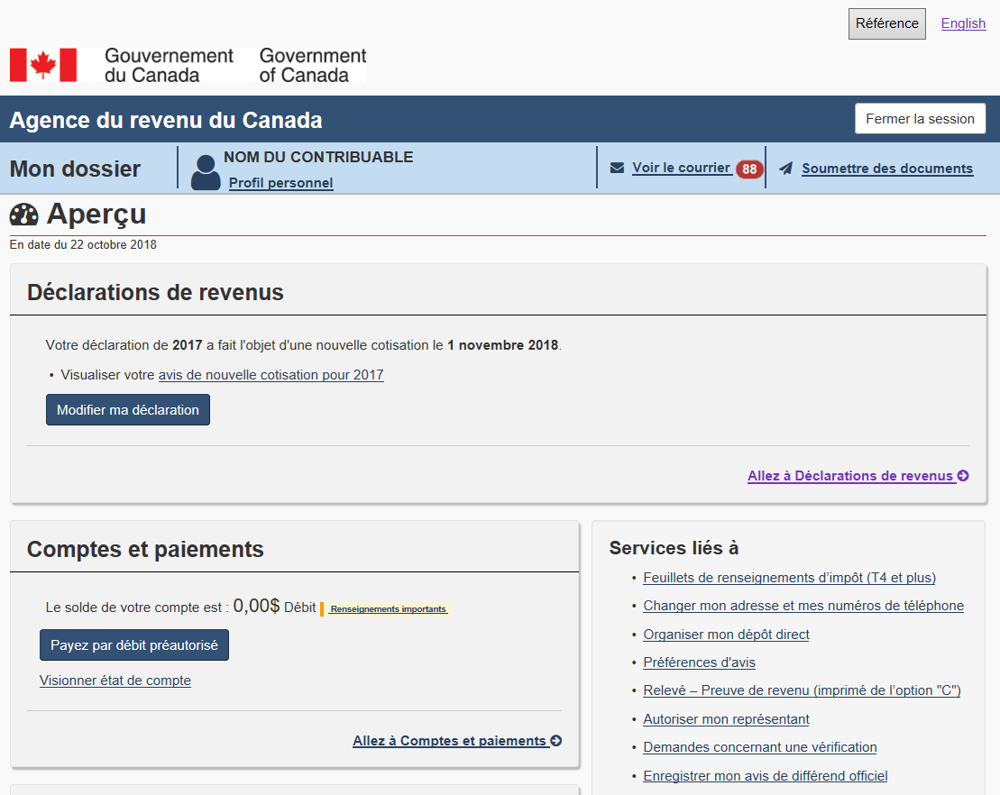 Référence English
Gouvernement Government
du Canada of Canada
Agence du revenu du Canada Fermer la session
Mon dossier
NOM DU CONTRIBUABLE
Profil personnel
Voir le courrier 88
Soumettre des documents
Aperçu
En date du 22 octobre 2018
Déclarations de revenus
Votre déclaration de 2017 a fait l'objet d'une nouvelle cotisation le 1 novembre 2018.
• Visualiser votre avis de nouvelle cotisation pour 2017
Modifier ma déclaration
Allez à Déclarations de revenus
Comptes et paiements
Le solde de votre compte est : 0,00$ Débit Renseignements importants
Payez par débit préautorisé
Visionner état de compte
Allez à Comptes et paiements
Services liés à
• Feuillets de renseignements d’impôt (T4 et plus)
• Changer mon adresse et mes numéros de téléphone
• Organiser mon dépôt direct
• Préférences d'avis
• Relevé – Preuve de revenu (imprimé de l’option "C")
• Autoriser mon représentant
• Demandes concernant une vérification
• Enregistrer mon avis de différend officiel